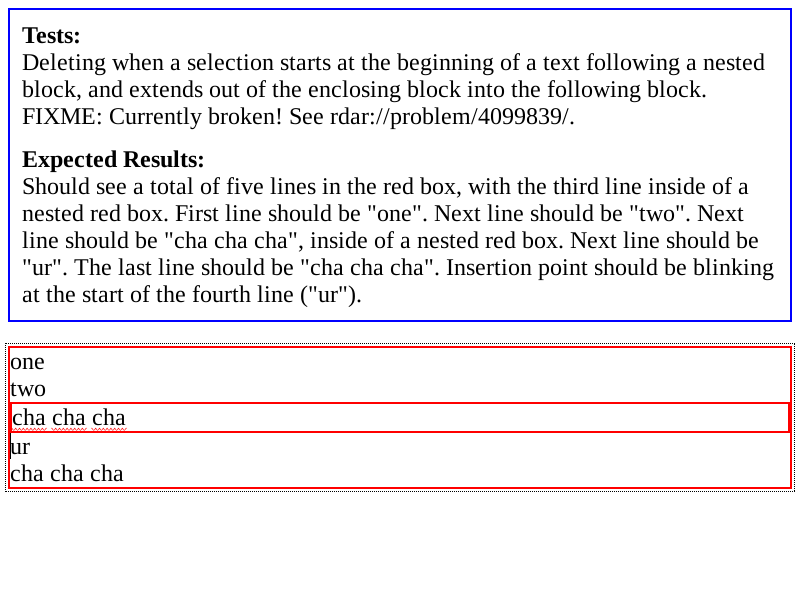 Tests:
Deleting when a selection starts at the beginning of a text following a nested
block, and extends out of the enclosing block into the following block.
FIXME: Currently broken! See rdar://problem/4099839/.
Expected Results:
Should see a total of five lines in the red box, with the third line inside of a
nested red box. First line should be "one". Next line should be "two". Next
line should be "cha cha cha", inside of a nested red box. Next line should be
"ur". The last line should be "cha cha cha". Insertion point should be blinking
at the start of the fourth line ("ur").
one
two
cha cha cha
ur
cha cha cha